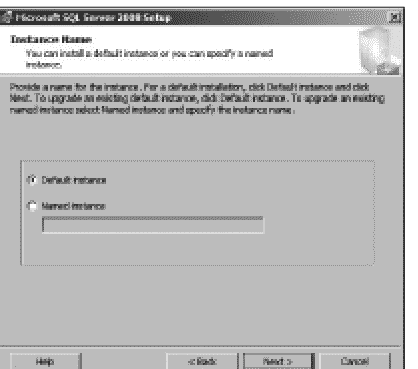 Microsoft SQL Server 2008 Setup
Instance Name
You can install a default instance or you can specify a named
instance.
Provide a name for the instance. For a default installation, click Default instance and click
Next. To upgrade an existing default instance, click Default instance. To upgrade an existing
named instance select Named instance and specify the instance name.
Default instance
Named instance
Help
< Back
Next >
Cancel